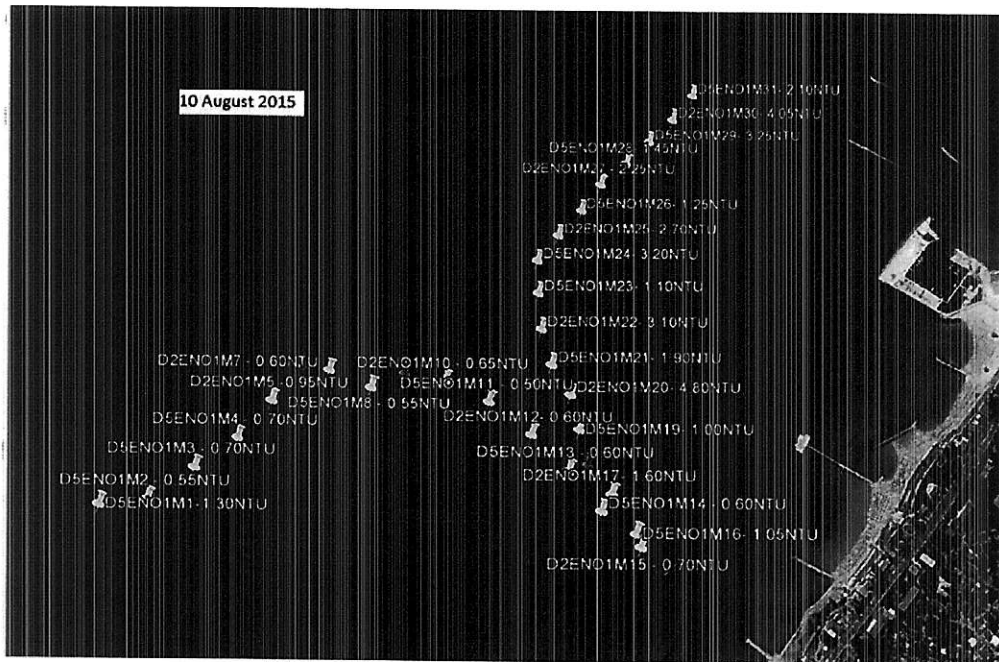 10 August 2015
D5ENO1M31- 2.10NTU
D2ENO1M30- 4.05NTU
D5ENO1M29- 3.25NTU
D5ENO1M28- 1.45NTU
D2ENO1M27 - 2.25NTU
D5ENO1M26- 1.25NTU
D2ENO1M25- 2.70NTU
D5ENO1M24- 3.20NTU
D5ENO1M23- 1.10NTU
D2ENO1M22- 3.10NTU
D2ENO1M7 - 0.60NTU
D2ENO1M10 - 0.65NTU
D5ENO1M21- 1.90NTU
D2ENO1M5 - 0.95NTU
D5ENO1M11 - 0.50NTU
D2ENO1M20- 4.80NTU
D5ENO1M8 - 0.55NTU
D5ENO1M4 - 0.70NTU
D2ENO1M12 - 0.60NTU
D5ENO1M19- 1.00NTU
D5ENO1M3 - 0.70NTU
D5ENO1M13 - 0.60NTU
D5ENO1M2 - 0.55NTU
D2ENO1M17 - 1.60NTU
D5ENO1M1- 1.30NTU
D5ENO1M14 - 0.60NTU
D5ENO1M16 - 1.05NTU
D2ENO1M15 - 0.70NTU